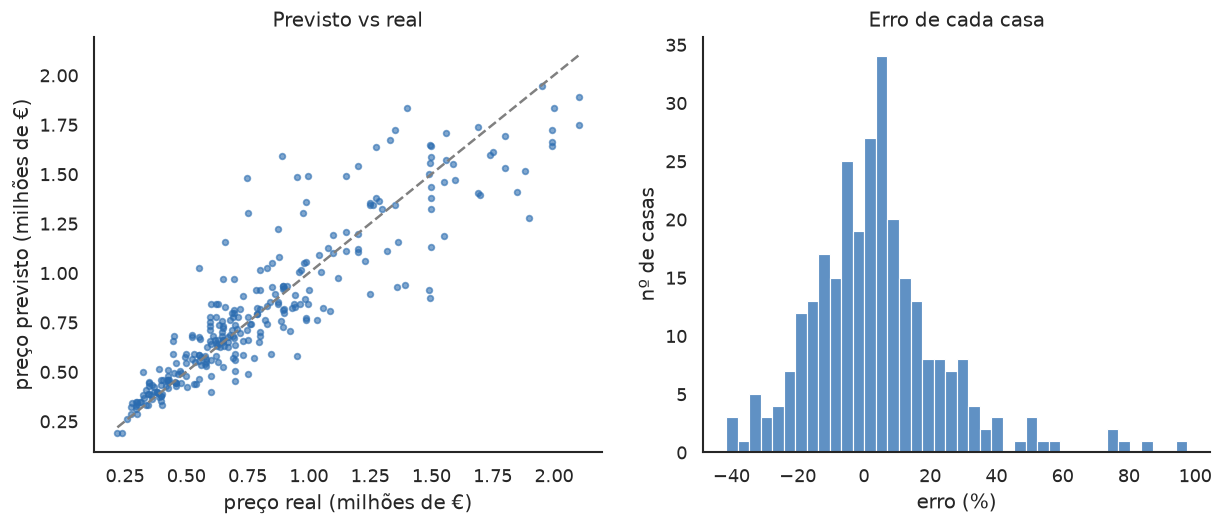 Previsto vs real
preço previsto (milhões de €)
2.00
1.75
1.50
1.25
1.00
0.75
0.50
0.25
0.25 0.50 0.75 1.00 1.25 1.50 1.75 2.00
preço real (milhões de €)
Erro de cada casa
nº de casas
35
30
25
20
15
10
5
0
−40 −20 0 20 40 60 80 100
erro (%)